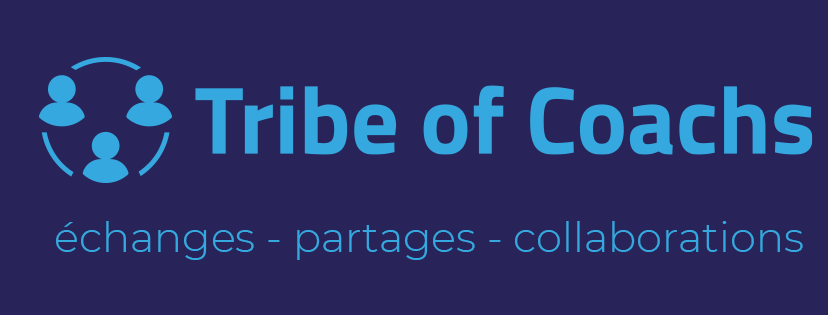 Tribe of Coachs
échanges - partages - collaborations